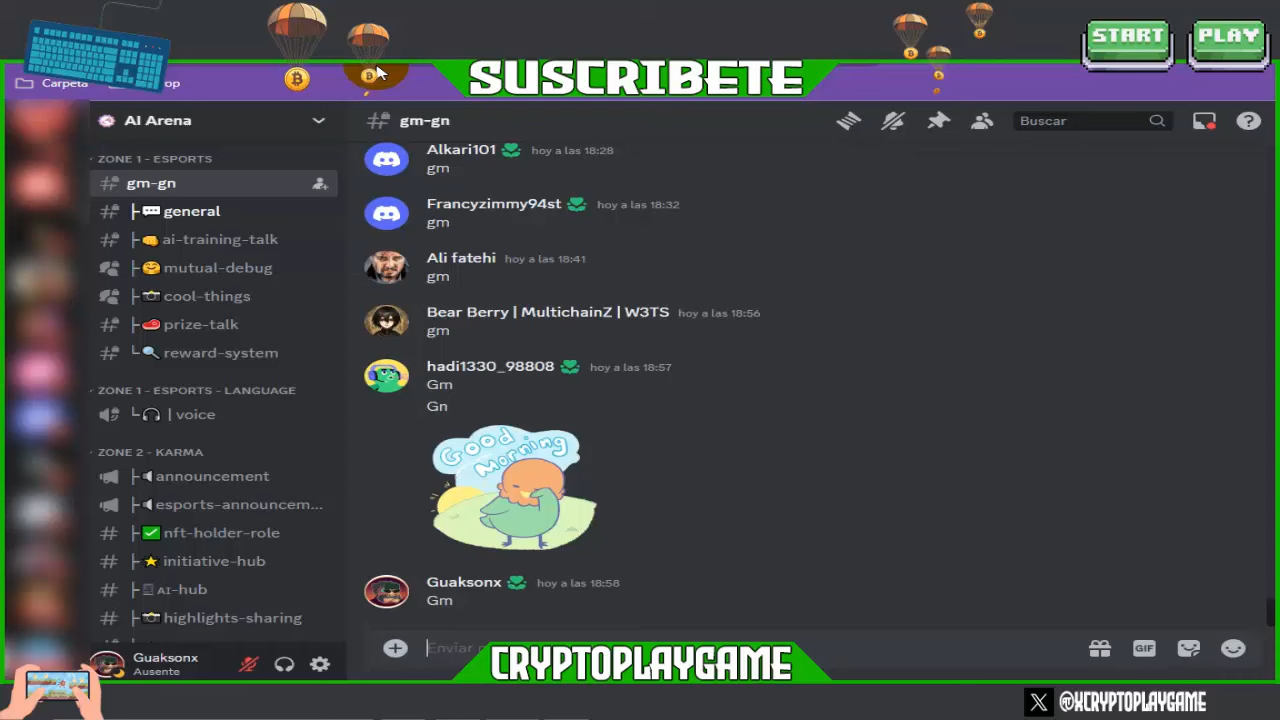 START
PLAY
SUSCRIBETE
Carpeta
op
AI Arena
gm-gn
Buscar
ZONE 1 - ESPORTS
gm-gn
general
ai-training-talk
mutual-debug
cool-things
prize-talk
reward-system
ZONE 1 - ESPORTS - LANGUAGE
| voice
ZONE 2 - KARMA
announcement
esports-announcem...
nft-holder-role
initiative-hub
AI-hub
highlights-sharing
Guaksonx
Ausente
Alkari101 hoy a las 18:28
gm
Francyzimmy94st hoy a las 18:32
gm
Ali fatehi hoy a las 18:41
gm
Bear Berry | MultichainZ | W3TS hoy a las 18:56
gm
hadi1330_98808 hoy a las 18:57
Gm
Gn
Good
Morning
Guaksonx hoy a las 18:58
Gm
Enviar
GIF
CRYPTOPLAYGAME
@XCRYPTOPLAYGAME